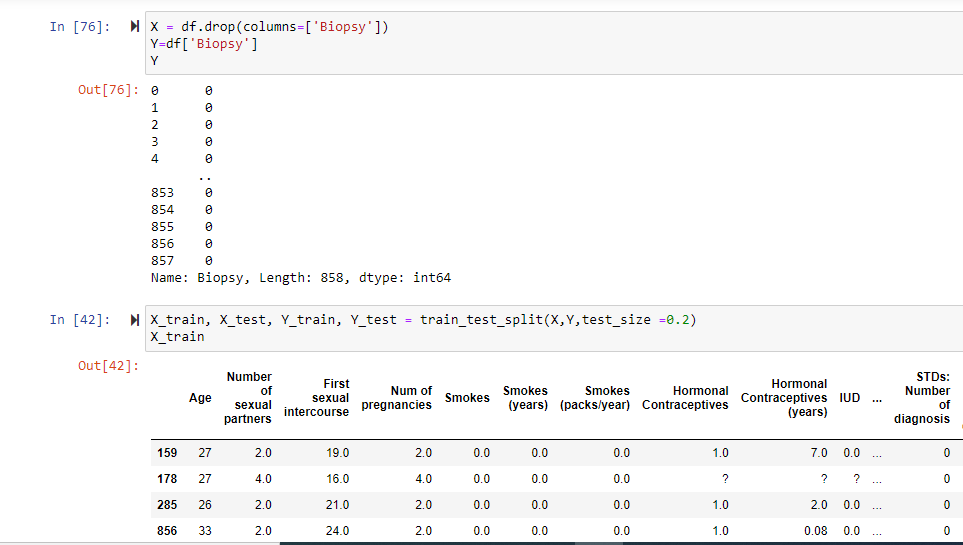 In [76]: X = df.drop(columns=['Biopsy'])
Y=df['Biopsy']
Y
Out[76]: 0 0
1 0
2 0
3 0
4 0
..
853 0
854 0
855 0
856 0
857 0
Name: Biopsy, Length: 858, dtype: int64
In [42]: X_train, X_test, Y_train, Y_test = train_test_split(X,Y,test_size =0.2)
X_train
Out[42]:
Age Number of sexual partners First sexual intercourse Num of pregnancies Smokes Smokes (years) Smokes (packs/year) Hormonal Contraceptives Hormonal Contraceptives (years) IUD ... STDs: Number of diagnosis
159 27 2.0 19.0 2.0 0.0 0.0 0.0 1.0 7.0 0.0 ... 0
178 27 4.0 16.0 4.0 0.0 0.0 0.0 ? ? ? ... 0
285 26 2.0 21.0 2.0 0.0 0.0 0.0 1.0 2.0 0.0 ... 0
856 33 2.0 24.0 2.0 0.0 0.0 0.0 1.0 0.08 0.0 ... 0